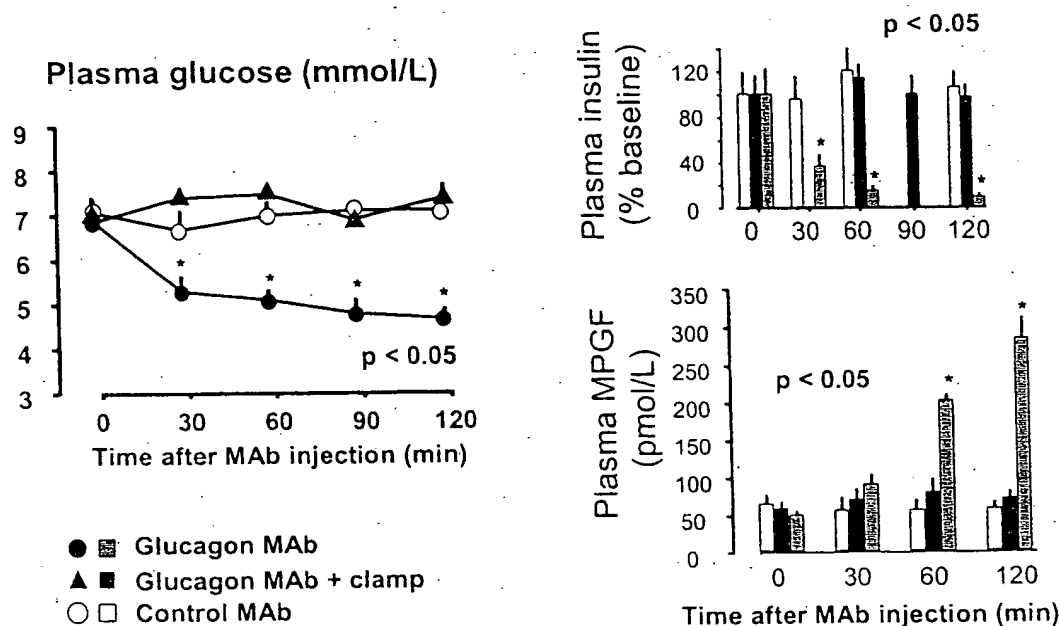 Plasma glucose (mmol/L)
9
8
7
6
5
4
3
* * * *
p < 0.05
0 30 60 90 120
Time after MAb injection (min)
Glucagon MAb
Glucagon MAb + clamp
Control MAb
p < 0.05
Plasma insulin
(% baseline)
120
80
40
0
* * *
0 30 60 90 120
Plasma MPGF
(pmol/L)
350
300
250
200
150
100
50
0
p < 0.05
* *
0 30 60 120
Time after MAb injection (min)